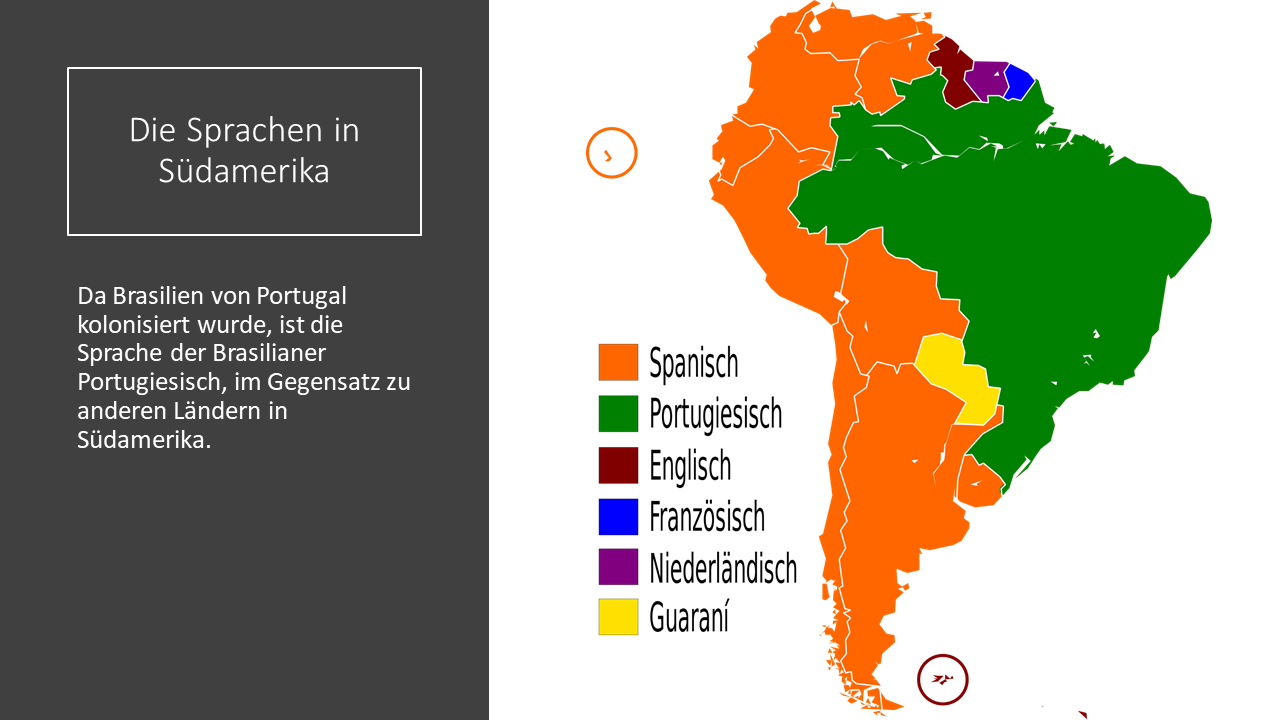 Die Sprachen in
Südamerika
Da Brasilien von Portugal
kolonisiert wurde, ist die
Sprache der Brasilianer
Portugiesisch, im Gegensatz zu
anderen Ländern in
Südamerika.
Spanisch
Portugiesisch
Englisch
Französisch
Niederländisch
Guaraní